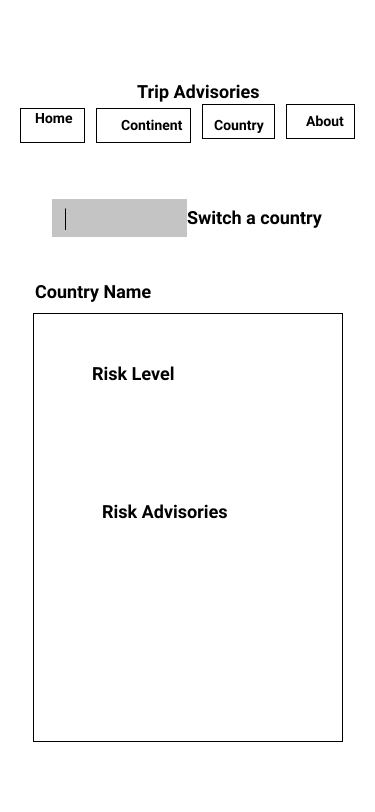 Trip Advisories
Home Continent Country About
Switch a country
Country Name
Risk Level
Risk Advisories